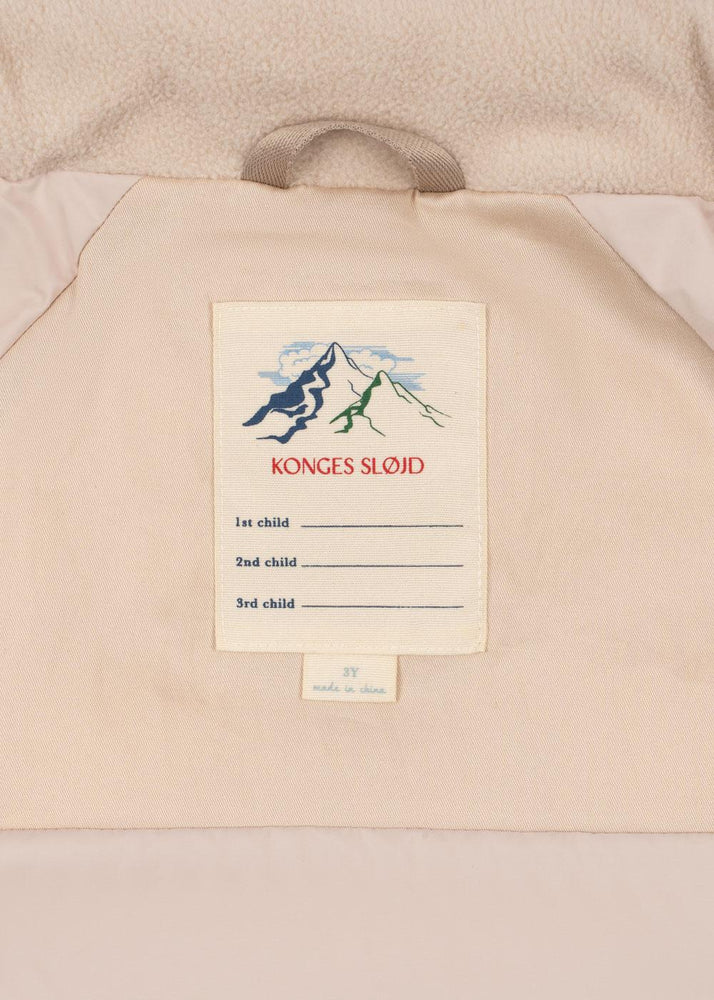 KONGES SLØJD
1st child
2nd child
3rd child
3Y
made in china